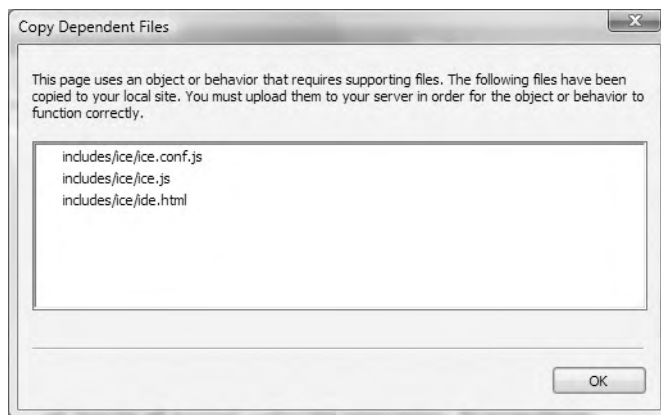 Copy Dependent Files
This page uses an object or behavior that requires supporting files. The following files have been
copied to your local site. You must upload them to your server in order for the object or behavior to
function correctly.
includes/ice/ice.conf.js
includes/ice/ice.js
includes/ice/ide.html
OK